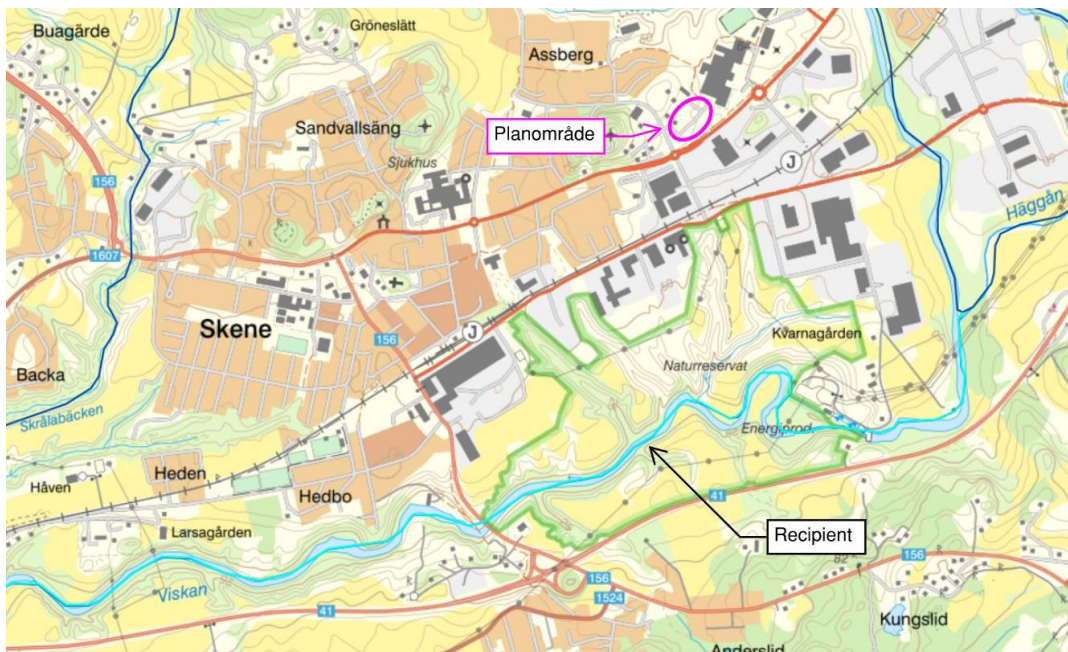 Buagärde
Gröneslätt
Assberg
Sandvallsäng
Planområde
Sjukhus
J
156
Häggån
1607
Skene
156
J
Kvarnagården
Naturreservat
Backa
Skrålabäcken
Energiprod.
Heden
Håven
Hedbo
41
Larsagården
Recipient
82
156
Viskan
156
41
1524
Kungslid
Anderslid